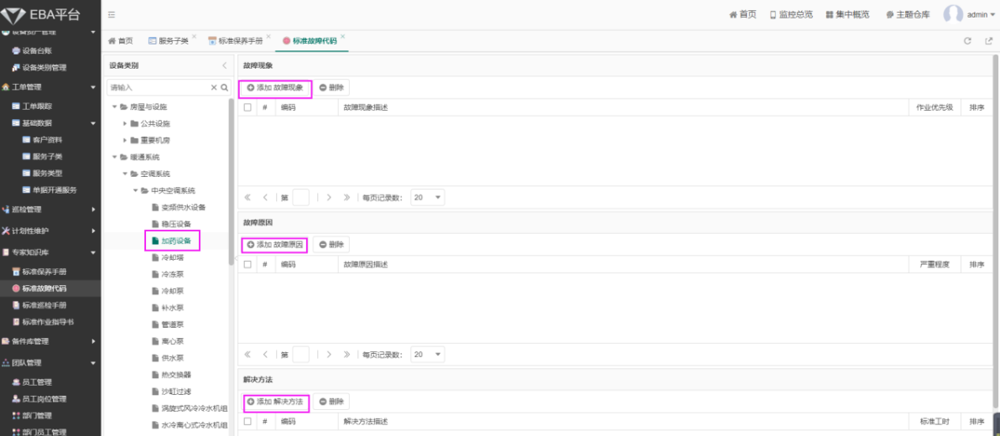 EBA平台
首页 监控总览 集中概览 主题仓库 admin
设备资产管理
设备台账
设备类别管理
工单管理
工单跟踪
基础数据
客户资料
服务子类
服务类型
单据开通服务
巡检管理
计划性维护
专家知识库
标准保养手册
标准故障代码
标准巡检手册
标准作业指导书
备件库管理
团队管理
员工管理
员工岗位管理
部门管理
部门员工管理
首页 服务子类 标准保养手册 标准故障代码
设备类别
请输入
房屋与设施
公共设施
重要机房
暖通系统
空调系统
中央空调系统
变频供水设备
稳压设备
加药设备
冷却塔
冷冻泵
冷却泵
补水泵
管道泵
离心泵
供水泵
热交换器
沙缸过滤
涡旋式风冷冷水机组
水冷离心式冷水机组
故障现象
添加 故障现象 删除
# 编码 故障现象描述 作业优先级 排序
第 每页记录数: 20
故障原因
添加 故障原因 删除
# 编码 故障原因描述 严重程度 排序
第 每页记录数: 20
解决方法
添加 解决方法 删除
# 编码 解决方法描述 标准工时 排序